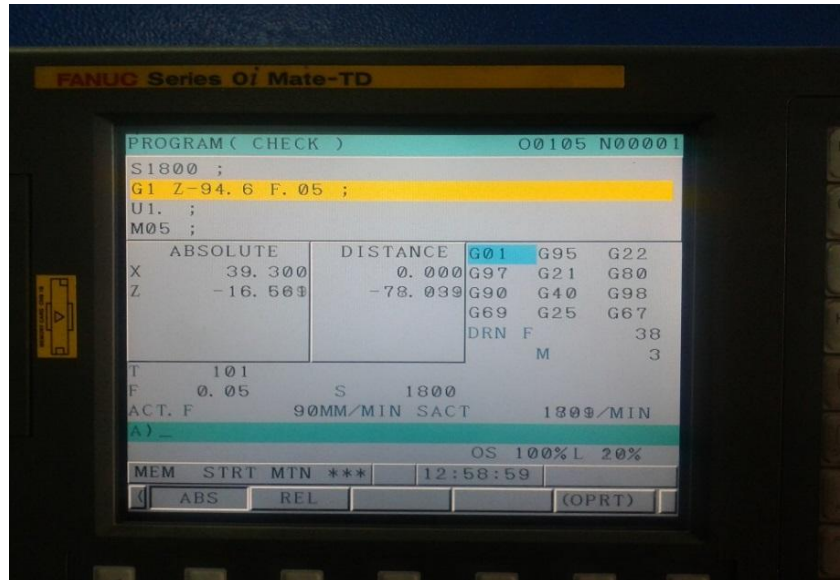 FANUC Series 0i Mate-TD
PROGRAM( CHECK ) O0105 N00001
S1800 ;
G1 Z-94.6 F.05 ;
U1. ;
M05 ;
ABSOLUTE DISTANCE G01 G95 G22
X 39.300 0.000 G97 G21 G80
Z -78.039 G90 G40 G98
G69 G25 G67
DRN F 38
M 3
T 101
F 0.05 S 1800
ACT.F 90MM/MIN SACT /MIN
A)_
OS 100% L 20%
MEM STRT MTN *** 12:58:59
( ABS REL (OPRT)